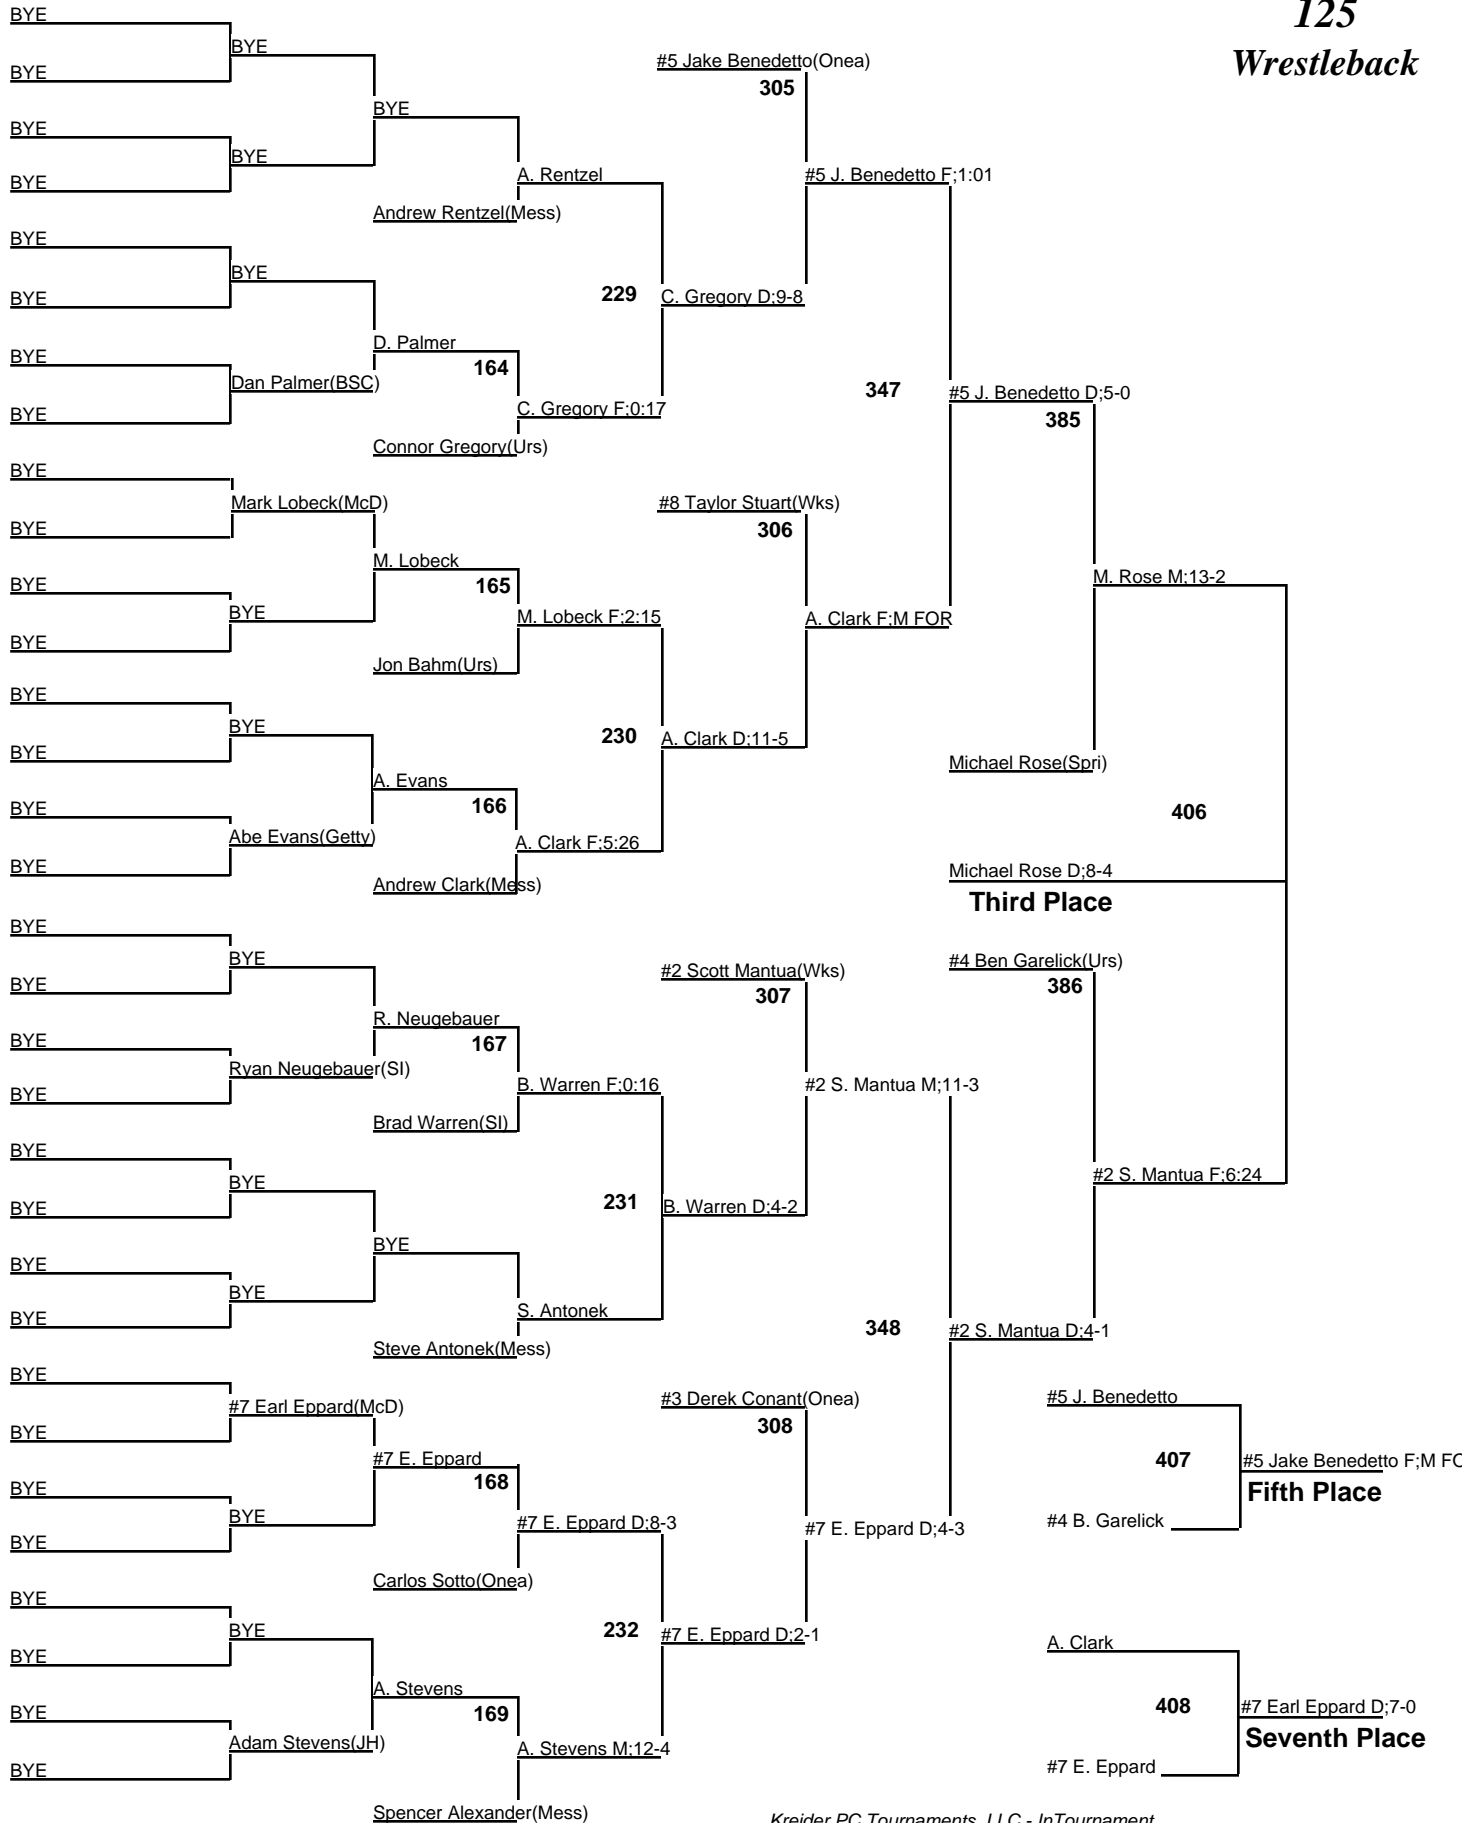 125
Wrestleback
BYE
BYE
BYE
#5 Jake Benedetto(Onea)
305
BYE
BYE
BYE
BYE
A. Rentzel
#5 J. Benedetto F;1:01
BYE
Andrew Rentzel(Mess)
BYE
BYE
229
C. Gregory D;9-8
BYE
D. Palmer
BYE
164
Dan Palmer(BSC)
347
#5 J. Benedetto D;5-0
385
BYE
C. Gregory F;0:17
Connor Gregory(Urs)
BYE
Mark Lobeck(McD)
#8 Taylor Stuart(Wks)
BYE
306
M. Lobeck
M. Rose M;13-2
BYE
165
BYE
M. Lobeck F;2:15
A. Clark F;M FOR
BYE
Jon Bahm(Urs)
BYE
BYE
230
A. Clark D;11-5
BYE
Michael Rose(Spri)
A. Evans
BYE
166
406
Abe Evans(Getty)
A. Clark F;5:26
BYE
Andrew Clark(Mess)
Michael Rose D;8-4
Third Place
BYE
BYE
#2 Scott Mantua(Wks)
#4 Ben Garelick(Urs)
BYE
307
386
R. Neugebauer
BYE
167
Ryan Neugebauer(SI)
B. Warren F;0:16
#2 S. Mantua M;11-3
BYE
Brad Warren(SI)
BYE
BYE
#2 S. Mantua F;6:24
BYE
231
B. Warren D;4-2
BYE
BYE
BYE
BYE
S. Antonek
348
#2 S. Mantua D;4-1
Steve Antonek(Mess)
BYE
#7 Earl Eppard(McD)
#3 Derek Conant(Onea)
#5 J. Benedetto
BYE
308
#7 E. Eppard
407
#5 Jake Benedetto F;M FO
BYE
168
Fifth Place
BYE
#7 E. Eppard D;8-3
#7 E. Eppard D;4-3
#4 B. Garelick
BYE
Carlos Sotto(Onea)
BYE
BYE
232
#7 E. Eppard D;2-1
A. Clark
BYE
A. Stevens
BYE
169
408
#7 Earl Eppard D;7-0
Adam Stevens(JH)
A. Stevens M;12-4
Seventh Place
BYE
#7 E. Eppard
Spencer Alexander(Mess)
Kreider PC Tournaments, LLC - InTournament